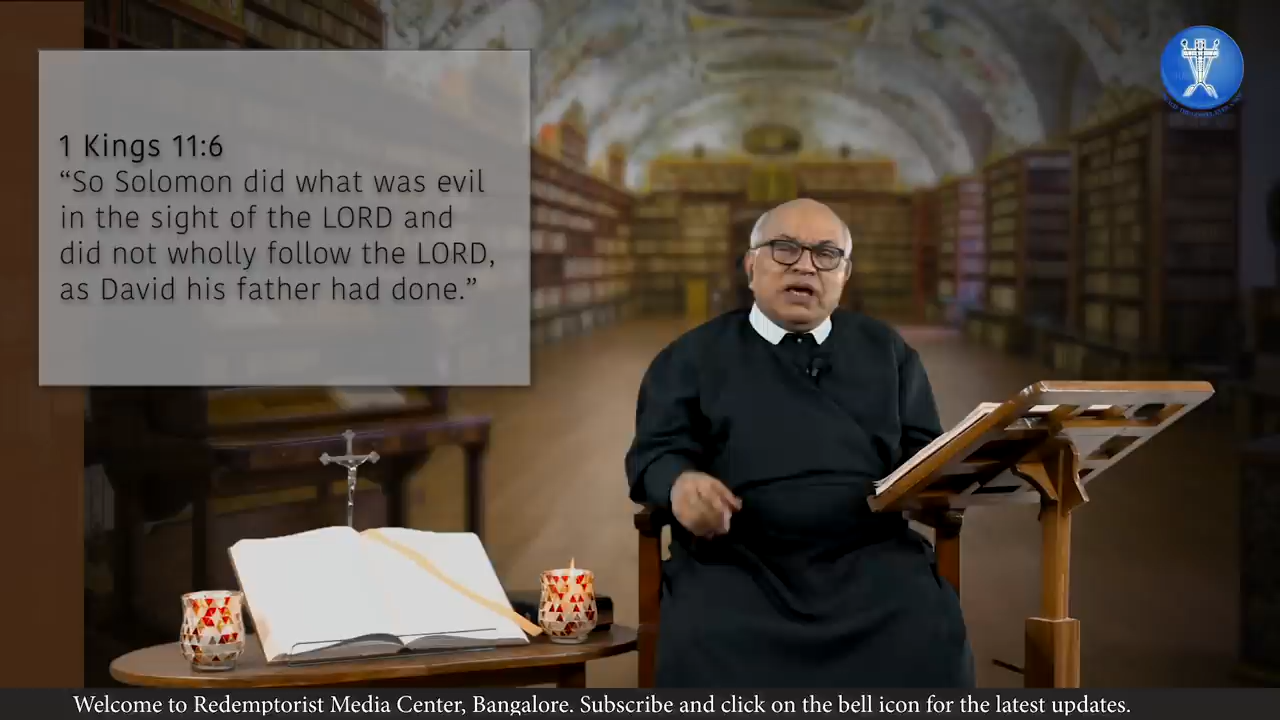 1 Kings 11:6
“So Solomon did what was evil
in the sight of the LORD and
did not wholly follow the LORD,
as David his father had done.”
Welcome to Redemptorist Media Center, Bangalore. Subscribe and click on the bell icon for the latest updates.